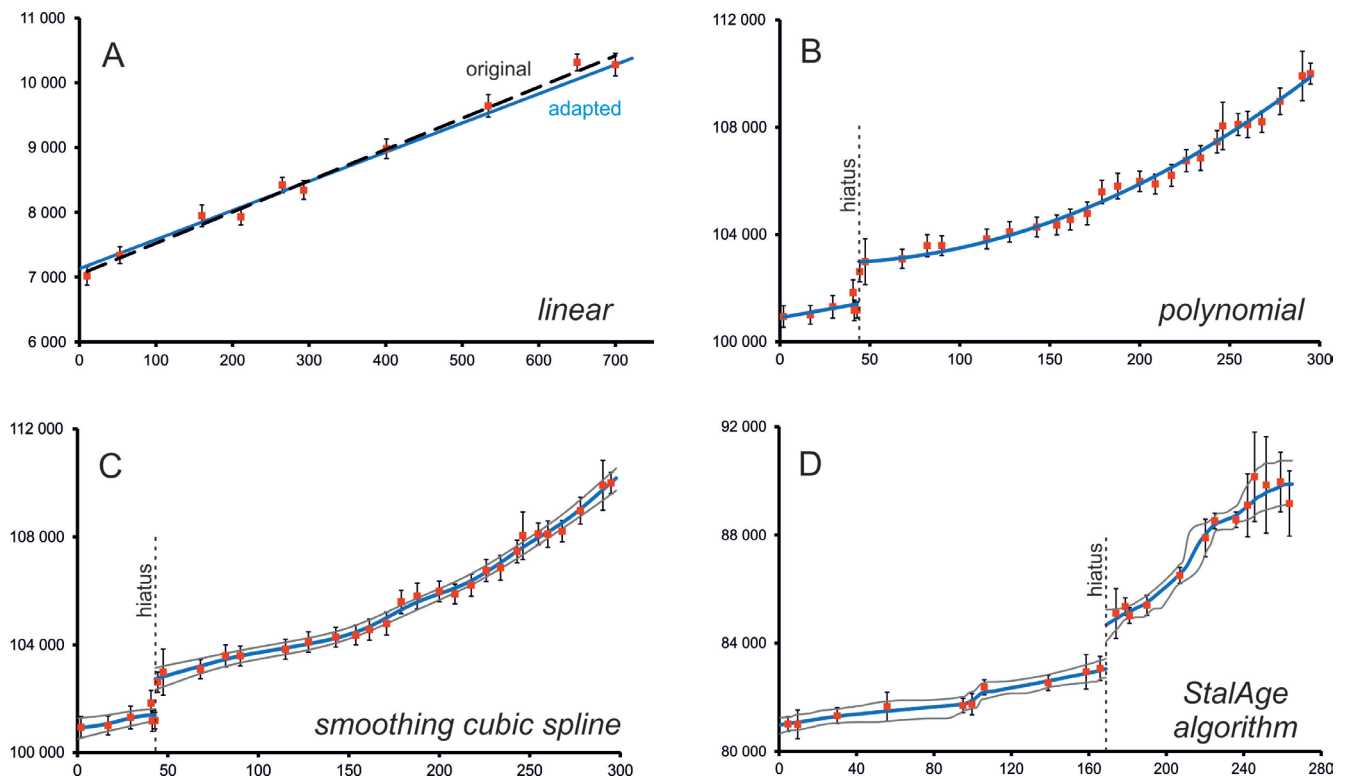 11 000
10 000
9 000
8 000
7 000
6 000
A
original
adapted
linear
0 100 200 300 400 500 600 700
112 000
108 000
104 000
100 000
B
hiatus
polynomial
0 50 100 150 200 250 300
112 000
108 000
104 000
100 000
C
hiatus
smoothing cubic spline
0 50 100 150 200 250 300
92 000
88 000
84 000
80 000
D
hiatus
StalAge
algorithm
0 40 80 120 160 200 240 280